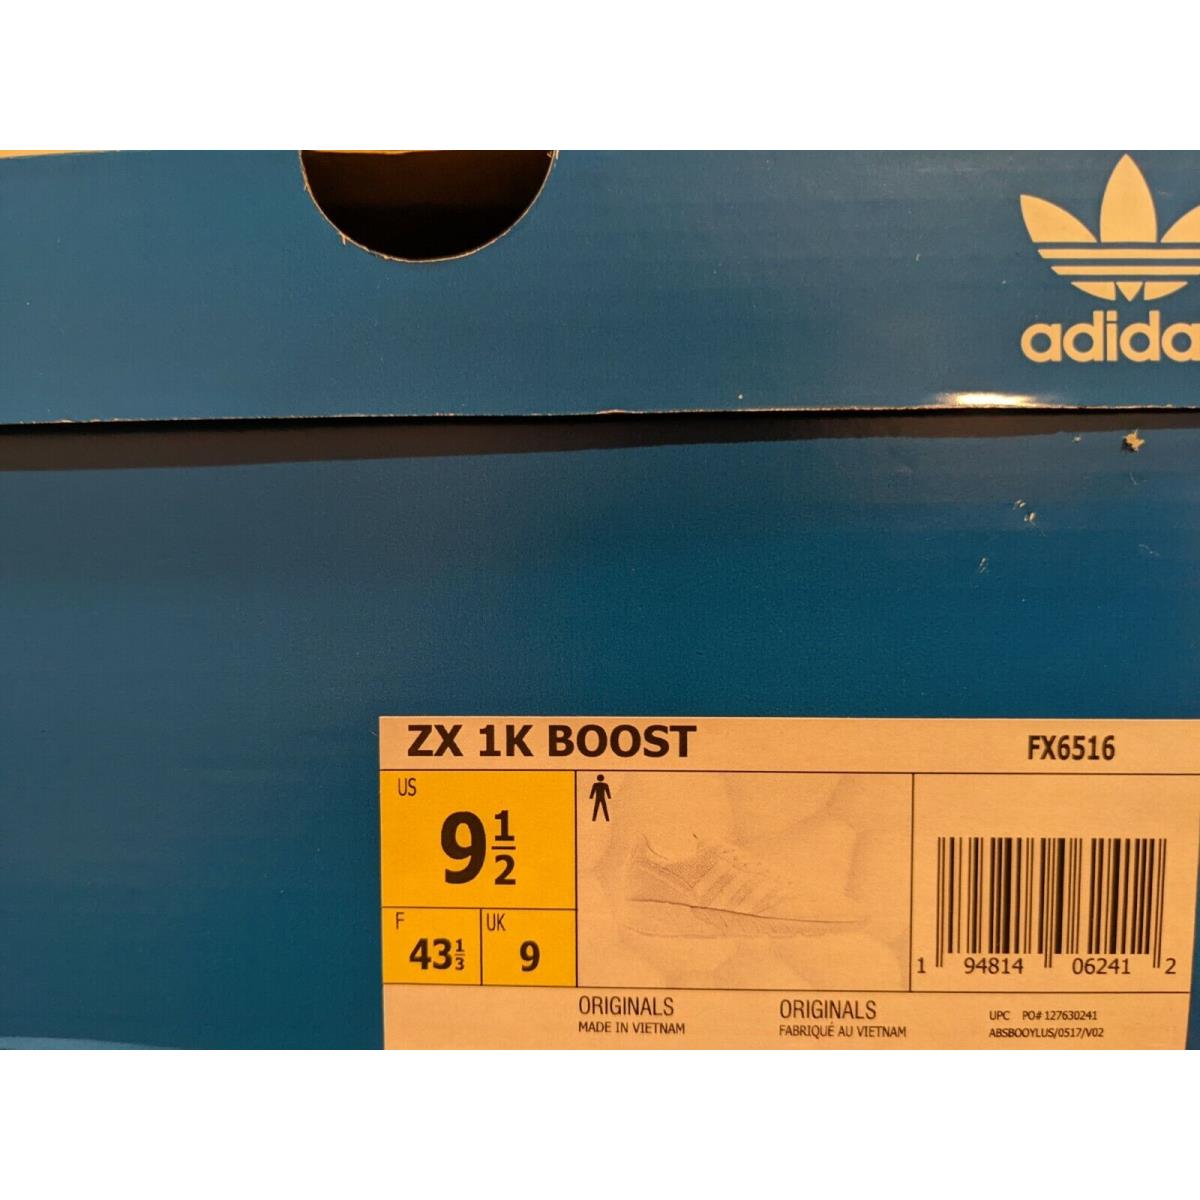 adidas
ZX 1K BOOST
FX6516
US
9 1/2
F
43 1/3
UK
9
1 94814 06241 2
ORIGINALS
MADE IN VIETNAM
ORIGINALS
FABRIQUÉ AU VIETNAM
UPC PO# 127630241
ABSBOOYLUS/0517/V02